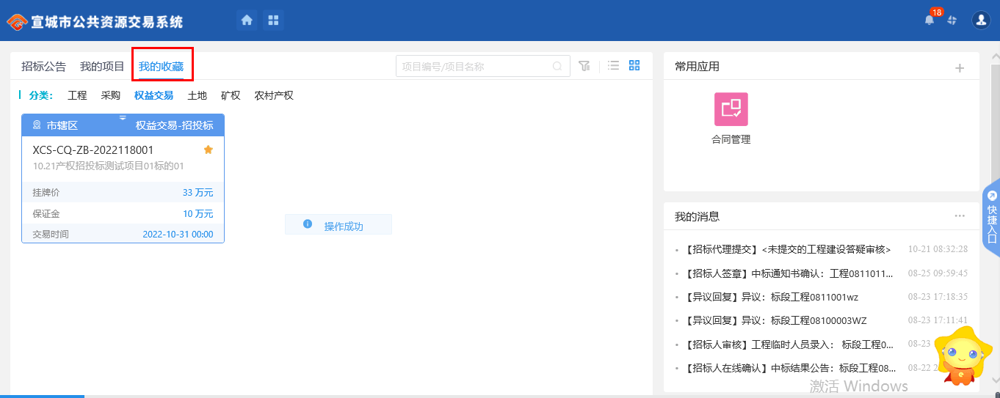 宣城市公共资源交易系统
18
招标公告 我的项目 我的收藏
项目编号/项目名称
分类： 工程 采购 权益交易 土地 矿权 农村产权
市辖区 权益交易-招投标
XCS-CQ-ZB-2022118001
10.21产权招投标测试项目01标的01
挂牌价 33 万元
保证金 10 万元
交易时间 2022-10-31 00:00
操作成功
常用应用
合同管理
我的消息
【招标代理提交】<未提交的工程建设答疑审核> 10-21 08:32:28
【招标人签章】中标通知书确认：工程0811011... 08-25 09:59:45
【异议回复】异议：标段工程0811001wz 08-23 17:18:35
【异议回复】异议：标段工程08100003WZ 08-23 17:11:41
【招标人审核】工程临时人员录入： 标段工程0... 08-23
【招标人在线确认】中标结果公告：标段工程08... 08-22 2
快捷入口
激活 Windows